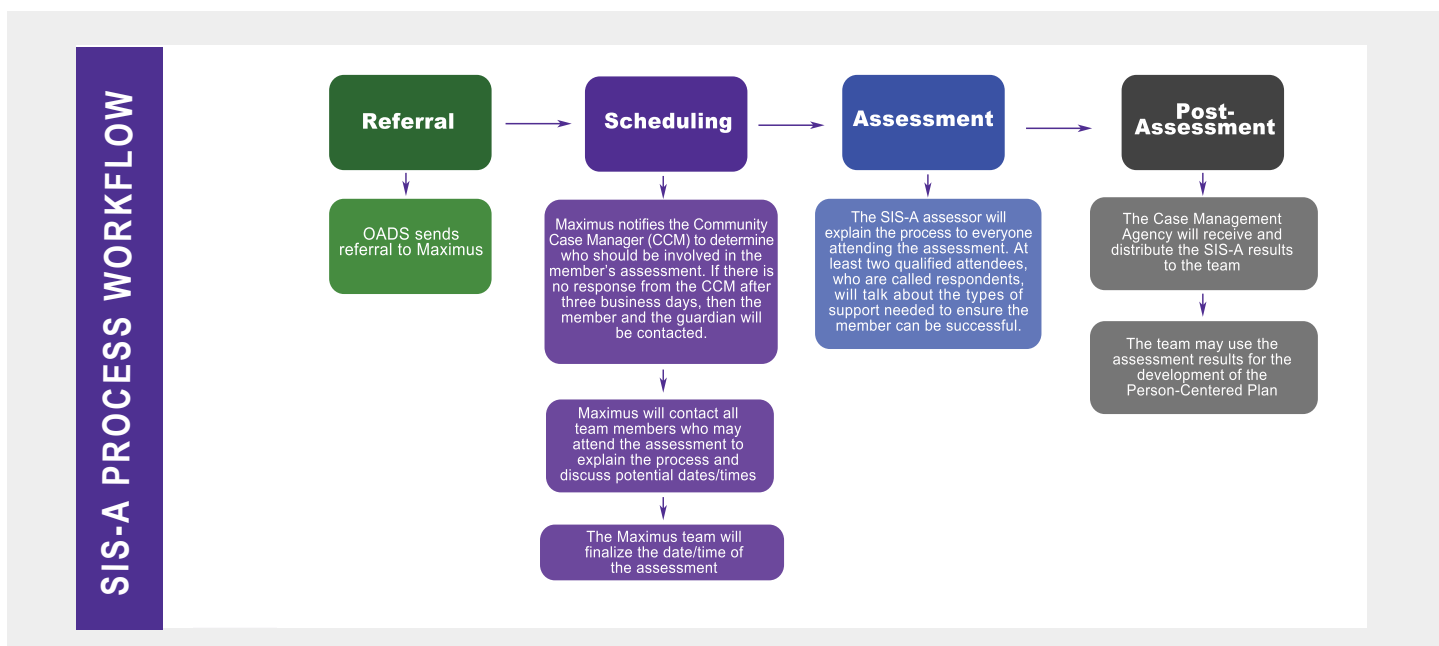 SIS-A PROCESS WORKFLOW
Referral
OADS sends
referral to Maximus
Scheduling
Maximus notifies the Community
Case Manager (CCM) to determine
who should be involved in the
member’s assessment. If there is
no response from the CCM after
three business days, then the
member and the guardian will
be contacted.
Maximus will contact all
team members who may
attend the assessment to
explain the process and
discuss potential dates/times
The Maximus team will
finalize the date/time of
the assessment
Assessment
The SIS-A assessor will
explain the process to everyone
attending the assessment. At
least two qualified attendees,
who are called respondents,
will talk about the types of
support needed to ensure the
member can be successful.
Post-
Assessment
The Case Management
Agency will receive and
distribute the SIS-A results
to the team
The team may use the
assessment results for the
development of the
Person-Centered Plan